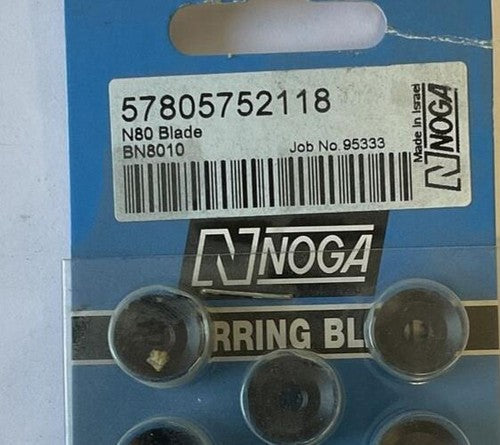 57805752118
N80 Blade
BN8010 Job No.95333
Made in Israel
NOGA
NOGA
RRING BL